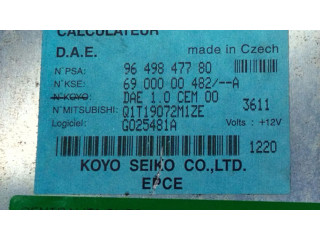 CALCULATEUR
D.A.E. made in Czech
N°PSA: 96 498 477 80
N°KSE: 69 000 00 482/--A
N°KOYO: DAE 1.0 CEM 00
N°MITSUBISHI: Q1T19072M1ZE 3611
Logiciel: G025481A Volts : +12V
KOYO SEIKO CO.,LTD. 1220
EPCE